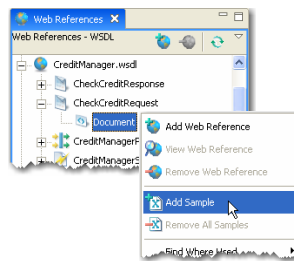 Web References
Web References - WSDL
CreditManager.wsdl
CheckCreditResponse
CheckCreditRequest
Document
CreditManagerP
CreditManagerS
Add Web Reference
View Web Reference
Remove Web Reference
Add Sample
Remove All Samples
Find Where Used